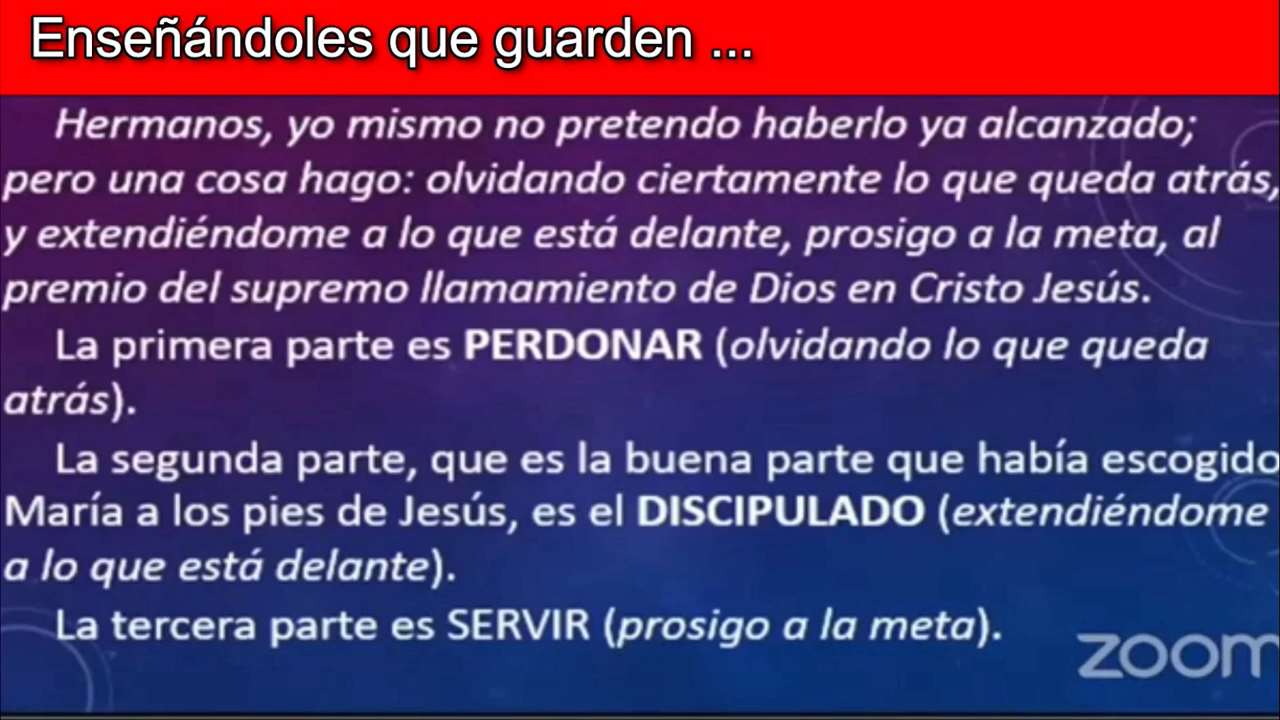 Enseñándoles que guarden ...
Hermanos, yo mismo no pretendo haberlo ya alcanzado;
pero una cosa hago: olvidando ciertamente lo que queda atrás,
y extendiéndome a lo que está delante, prosigo a la meta, al
premio del supremo llamamiento de Dios en Cristo Jesús.
La primera parte es PERDONAR (olvidando lo que queda
atrás).
La segunda parte, que es la buena parte que había escogido
María a los pies de Jesús, es el DISCIPULADO (extendiéndome
a lo que está delante).
La tercera parte es SERVIR (prosigo a la meta).
zoom